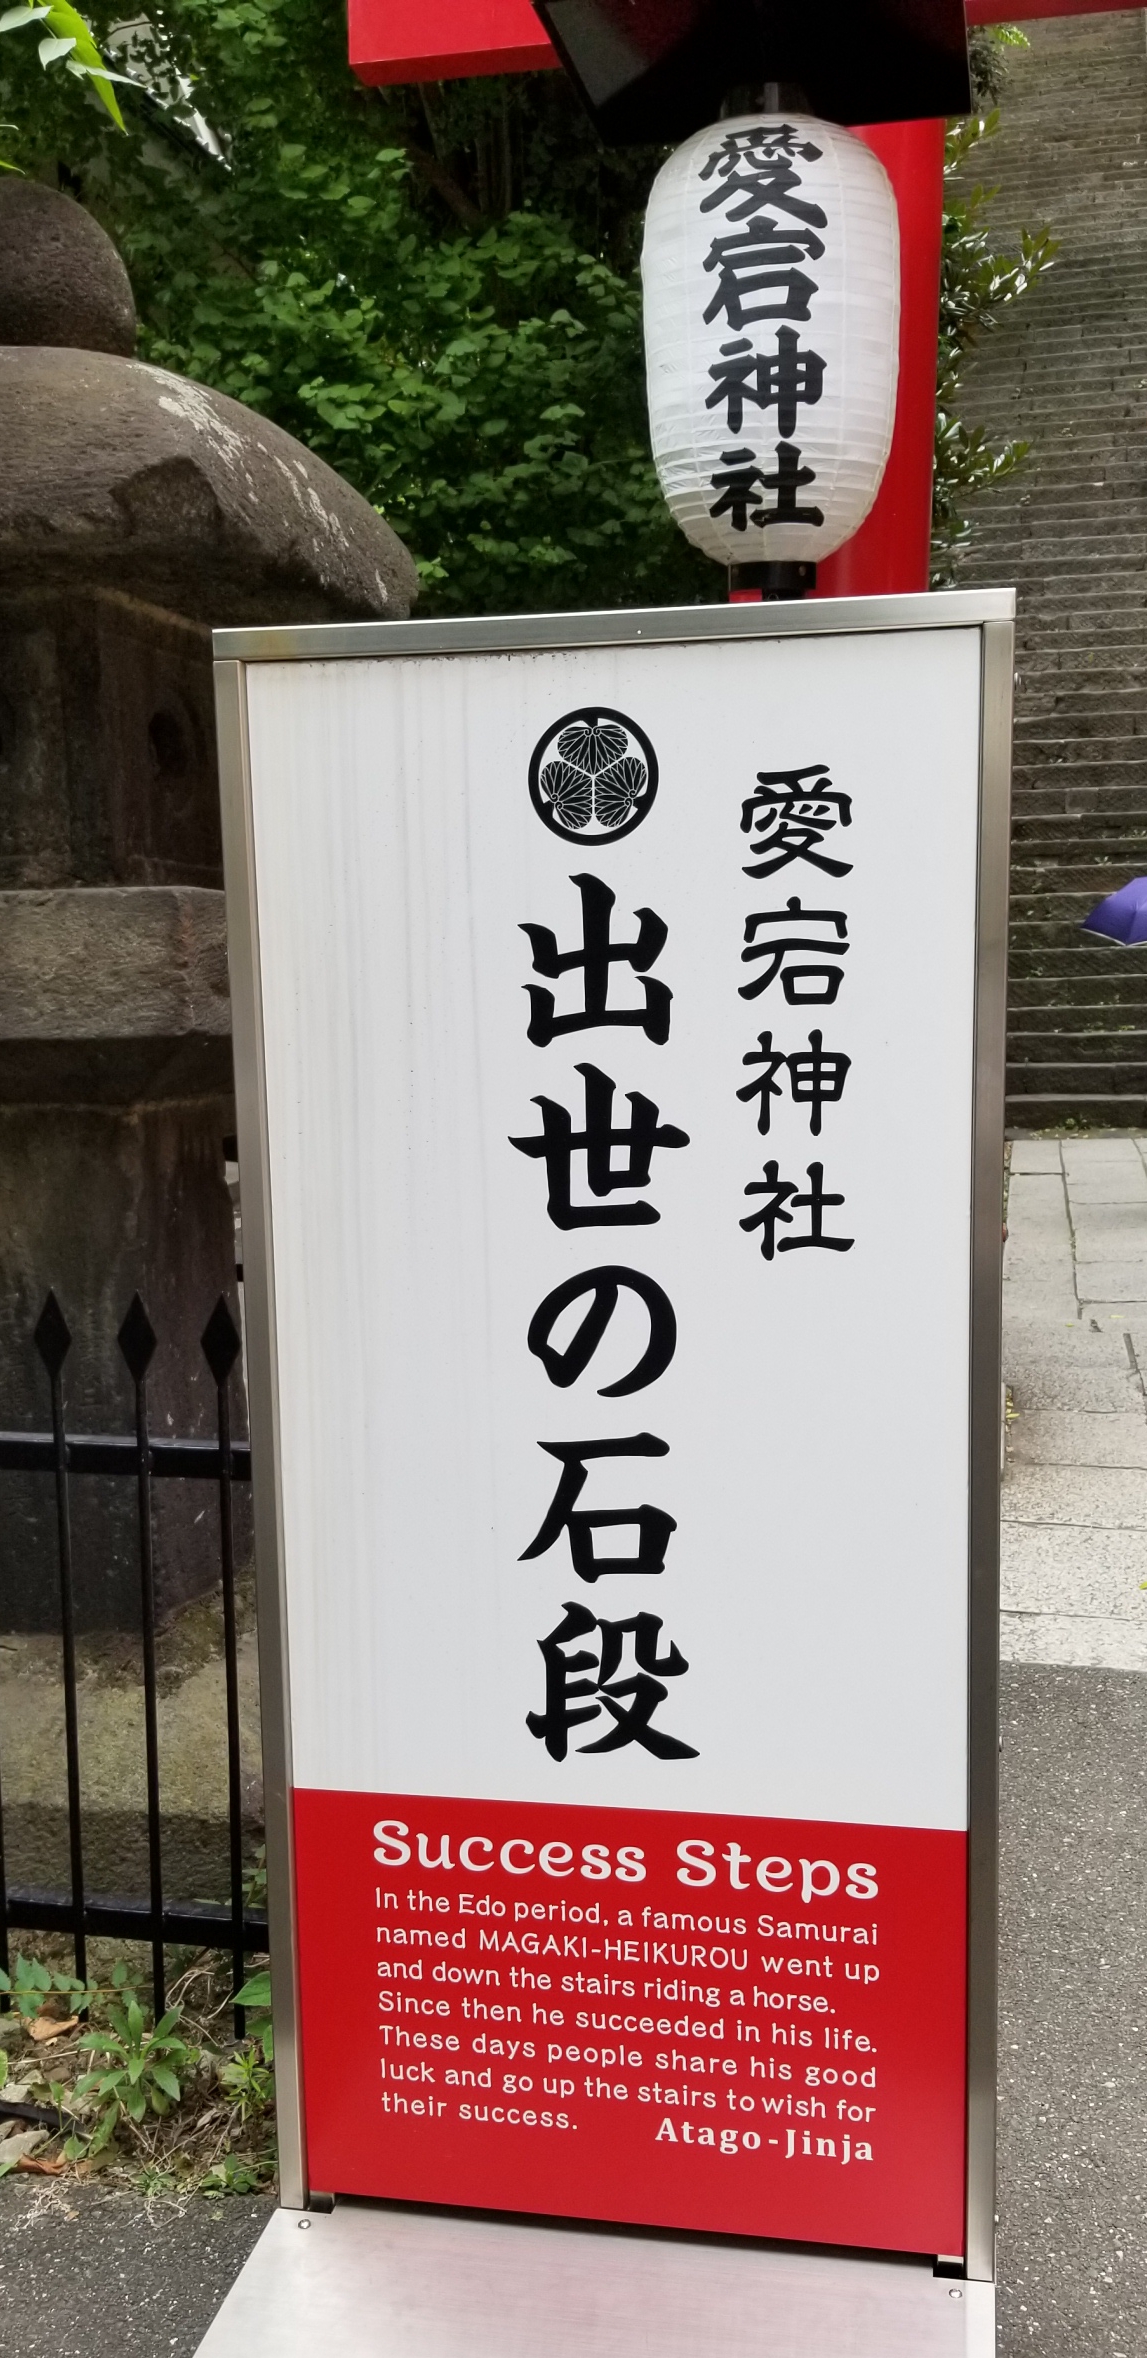 愛宕神社
愛宕神社
出世の石段
Success Steps
In the Edo period, a famous Samurai
named MAGAKI-HEIKUROU went up
and down the stairs riding a horse.
Since then he succeeded in his life.
These days people share his good
luck and go up the stairs to wish for
their success.
Atago-Jinja